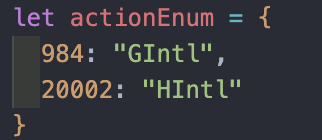 let actionEnum = {
  984: "GIntl",
  20002: "HIntl"
}